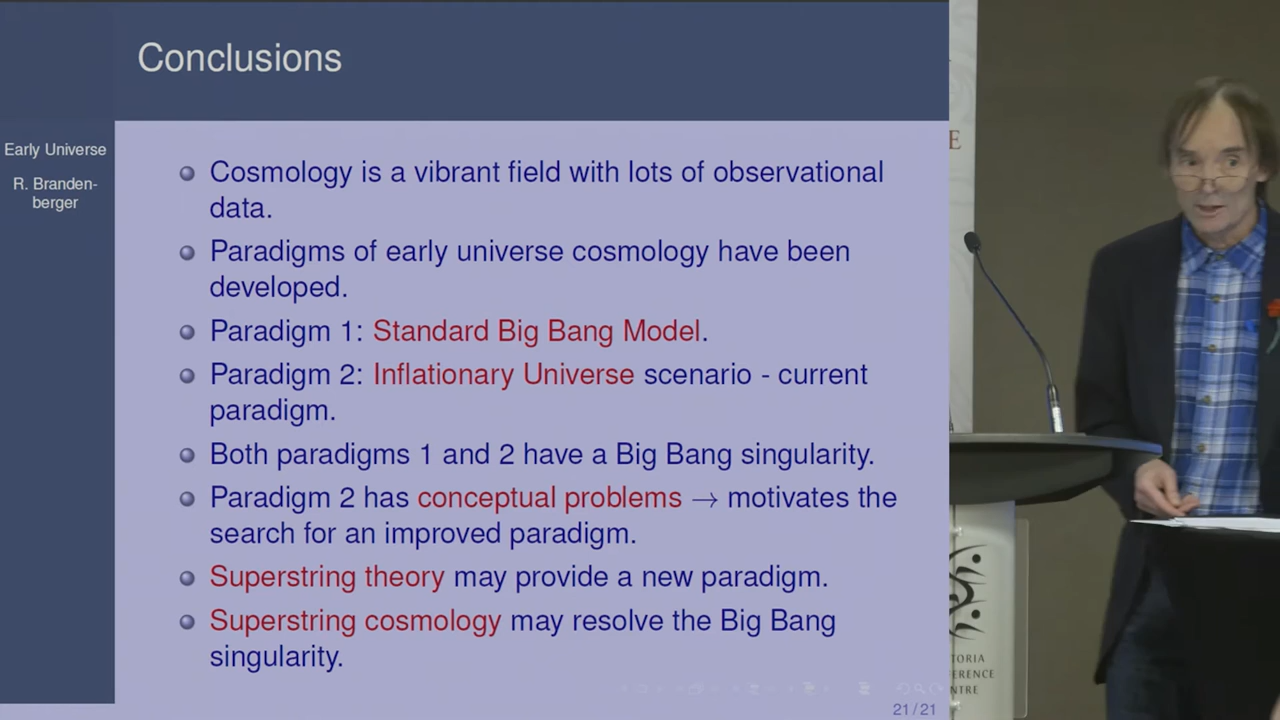 Conclusions
Early Universe
R. Branden-
berger
Cosmology is a vibrant field with lots of observational
data.
Paradigms of early universe cosmology have been
developed.
Paradigm 1: Standard Big Bang Model.
Paradigm 2: Inflationary Universe scenario - current
paradigm.
Both paradigms 1 and 2 have a Big Bang singularity.
Paradigm 2 has conceptual problems → motivates the
search for an improved paradigm.
Superstring theory may provide a new paradigm.
Superstring cosmology may resolve the Big Bang
singularity.
21/21
E
TORIA
ERENCE
NTRE